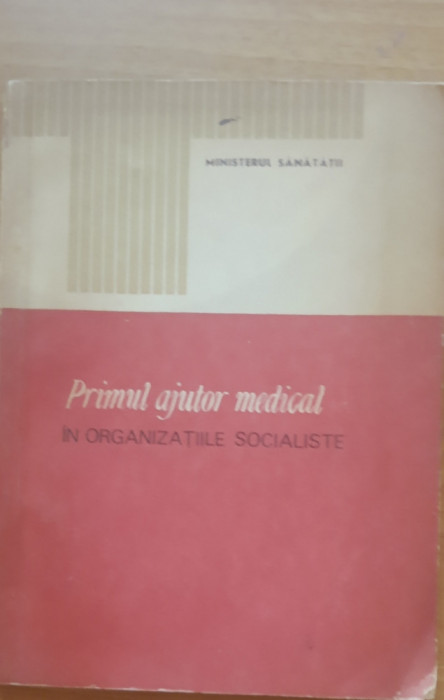 MINISTERUL SĂNĂTĂȚII
Primul ajutor medical
ÎN ORGANIZAȚIILE SOCIALISTE